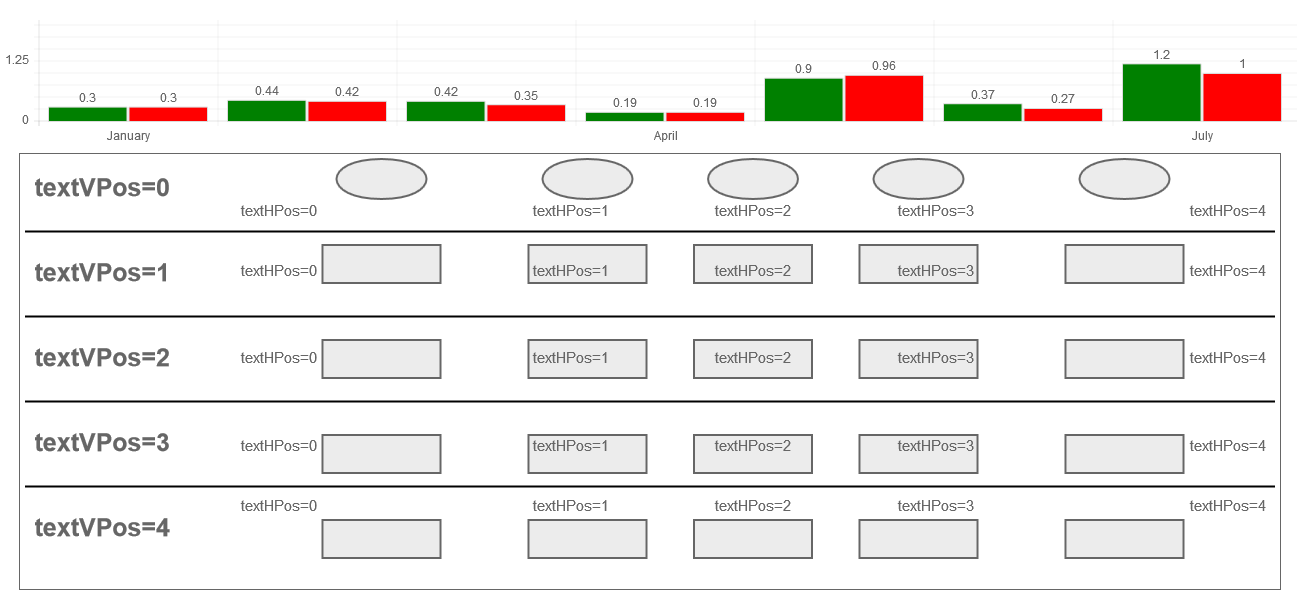 1.2
0.9 0.96 1
1.25
0.44 0.42 0.42 0.35 0.37 0.27
0.3 0.3 0.19 0.19
0
January April July
textVPos=0
textHPos=0 textHPos=1 textHPos=2 textHPos=3 textHPos=4
textVPos=1
textHPos=0 textHPos=1 textHPos=2 textHPos=3 textHPos=4
textVPos=2
textHPos=0 textHPos=1 textHPos=2 textHPos=3 textHPos=4
textVPos=3
textHPos=0 textHPos=1 textHPos=2 textHPos=3 textHPos=4
textHPos=0 textHPos=1 textHPos=2 textHPos=3 textHPos=4
textVPos=4